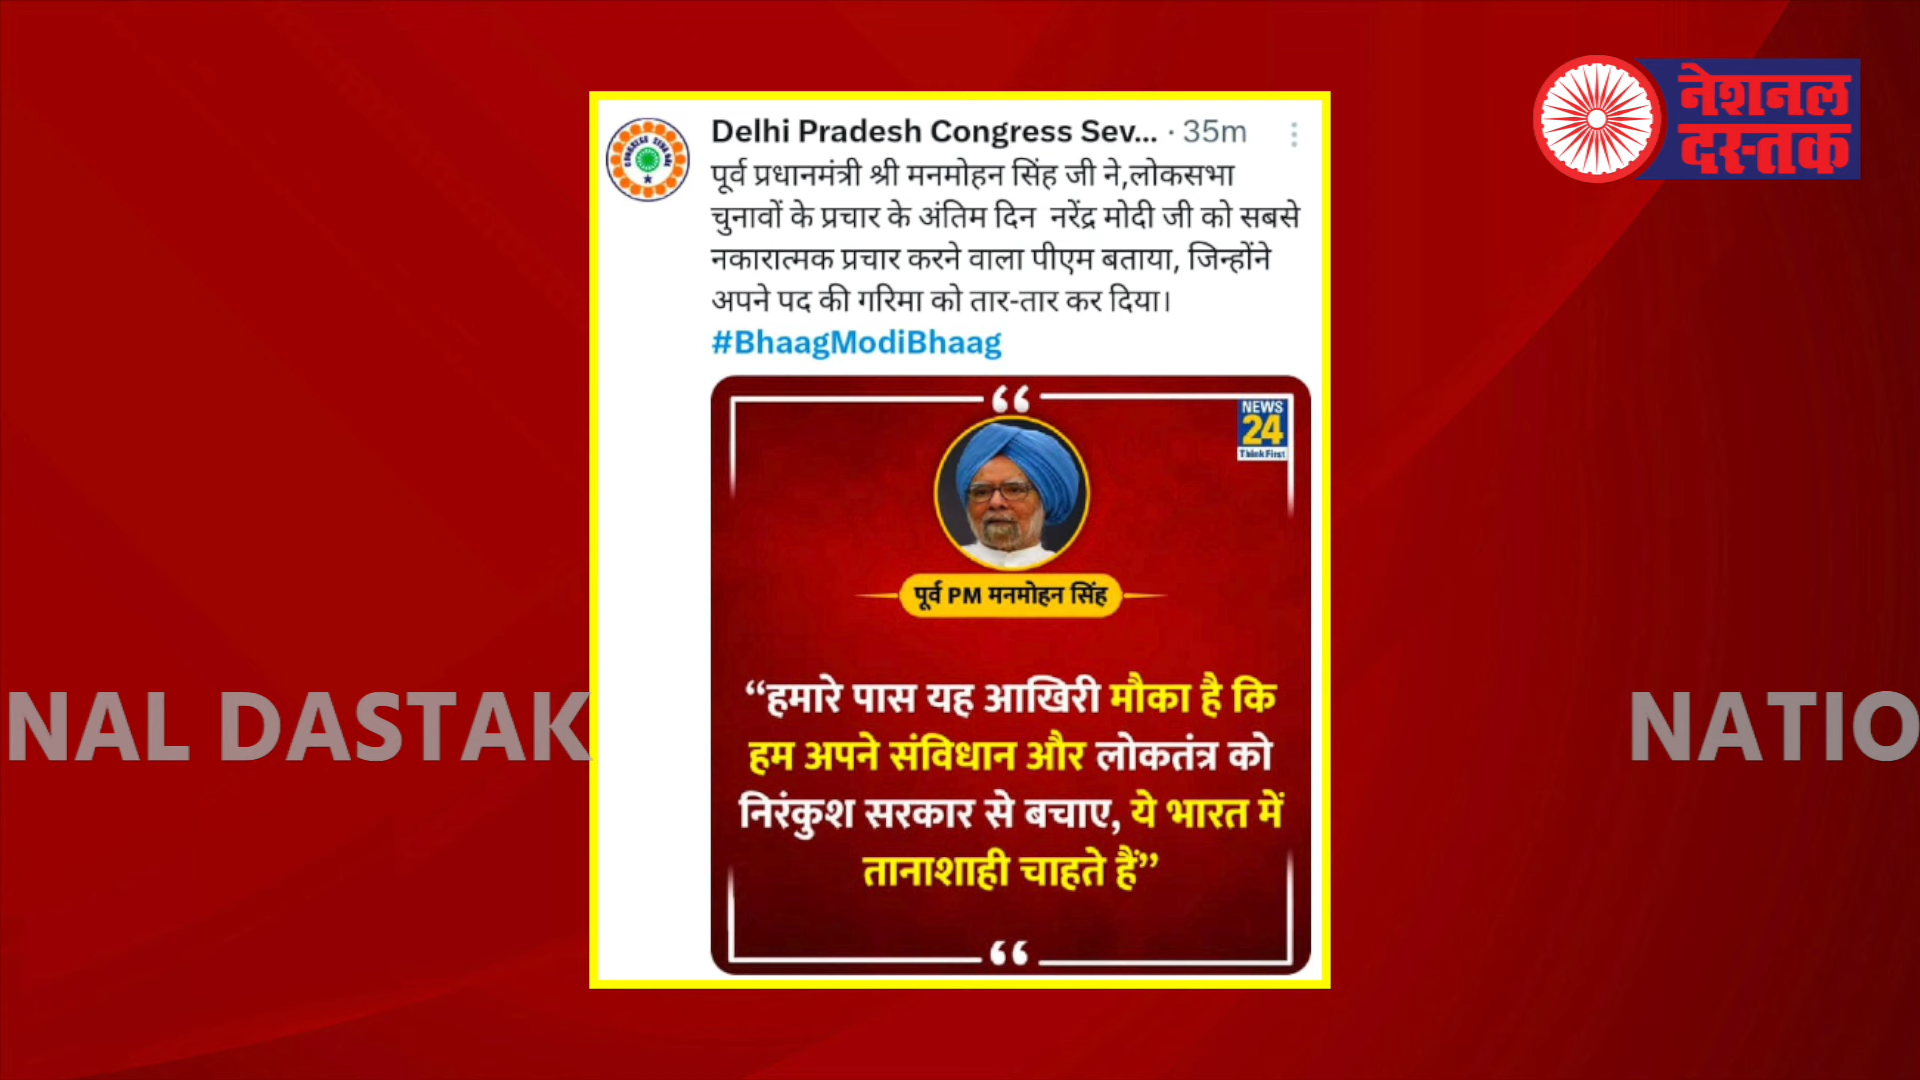 Delhi Pradesh Congress Sev... · 35m
पूर्व प्रधानमंत्री श्री मनमोहन सिंह जी ने,लोकसभा
चुनावों के प्रचार के अंतिम दिन नरेंद्र मोदी जी को सबसे
नकारात्मक प्रचार करने वाला पीएम बताया, जिन्होंने
अपने पद की गरिमा को तार-तार कर दिया।
#BhaagModiBhaag
NEWS
24
Think First
पूर्व PM मनमोहन सिंह
“हमारे पास यह आखिरी मौका है कि
हम अपने संविधान और लोकतंत्र को
निरंकुश सरकार से बचाए, ये भारत में
तानाशाही चाहते हैं”
नेशनल
दस्तक
NAL DASTAK
NATIO